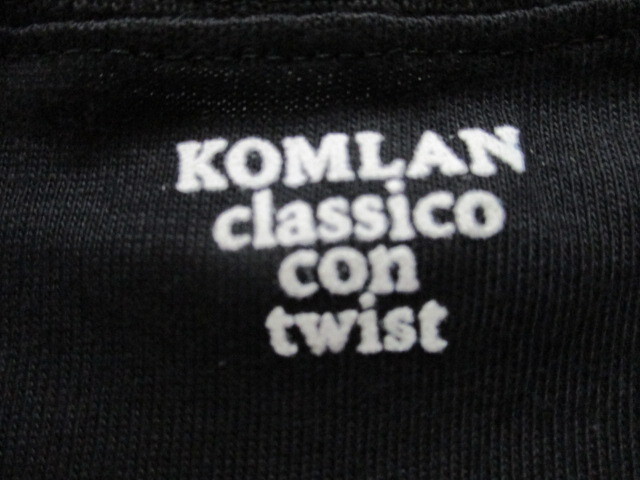 KOMLAN
classico
con
twist